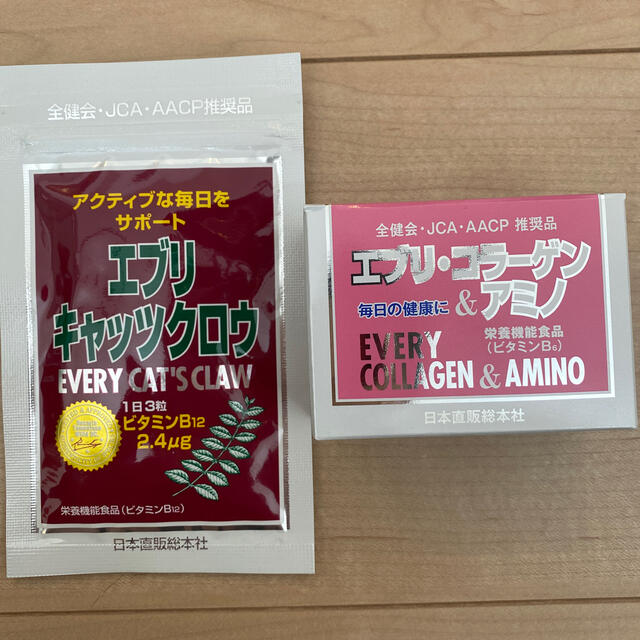 全健会・JCA・AACP推奨品
アクティブな毎日を
サポート
エブリ
キャッツクロウ
EVERY CAT'S CLAW
1日3粒
ビタミンB12
2.4μg
栄養機能食品(ビタミンB12)
日本直販総本社
全健会・JCA・AACP 推奨品
エブリ・コラーゲン
毎日の健康に &アミノ
栄養機能食品
(ビタミンB6)
EVERY
COLLAGEN & AMINO
日本直販総本社